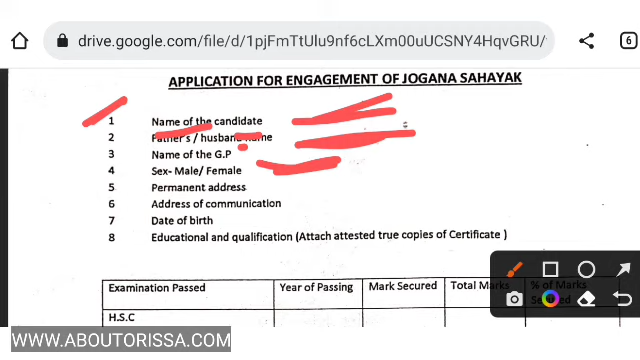 drive.google.com/file/d/1pjFmTtUlu9nf6cLXm00uUCSNY4HqvGRU/
6
APPLICATION FOR ENGAGEMENT OF JOGANA SAHAYAK
1 Name of the candidate
2 Father's / husband name
3 Name of the G.P
4 Sex- Male/ Female
5 Permanent address
6 Address of communication
7 Date of birth
8 Educational and qualification (Attach attested true copies of Certificate )
Examination Passed Year of Passing Mark Secured Total Marks % of Marks Secured
H.S.C
WWW.ABOUTORISSA.COM